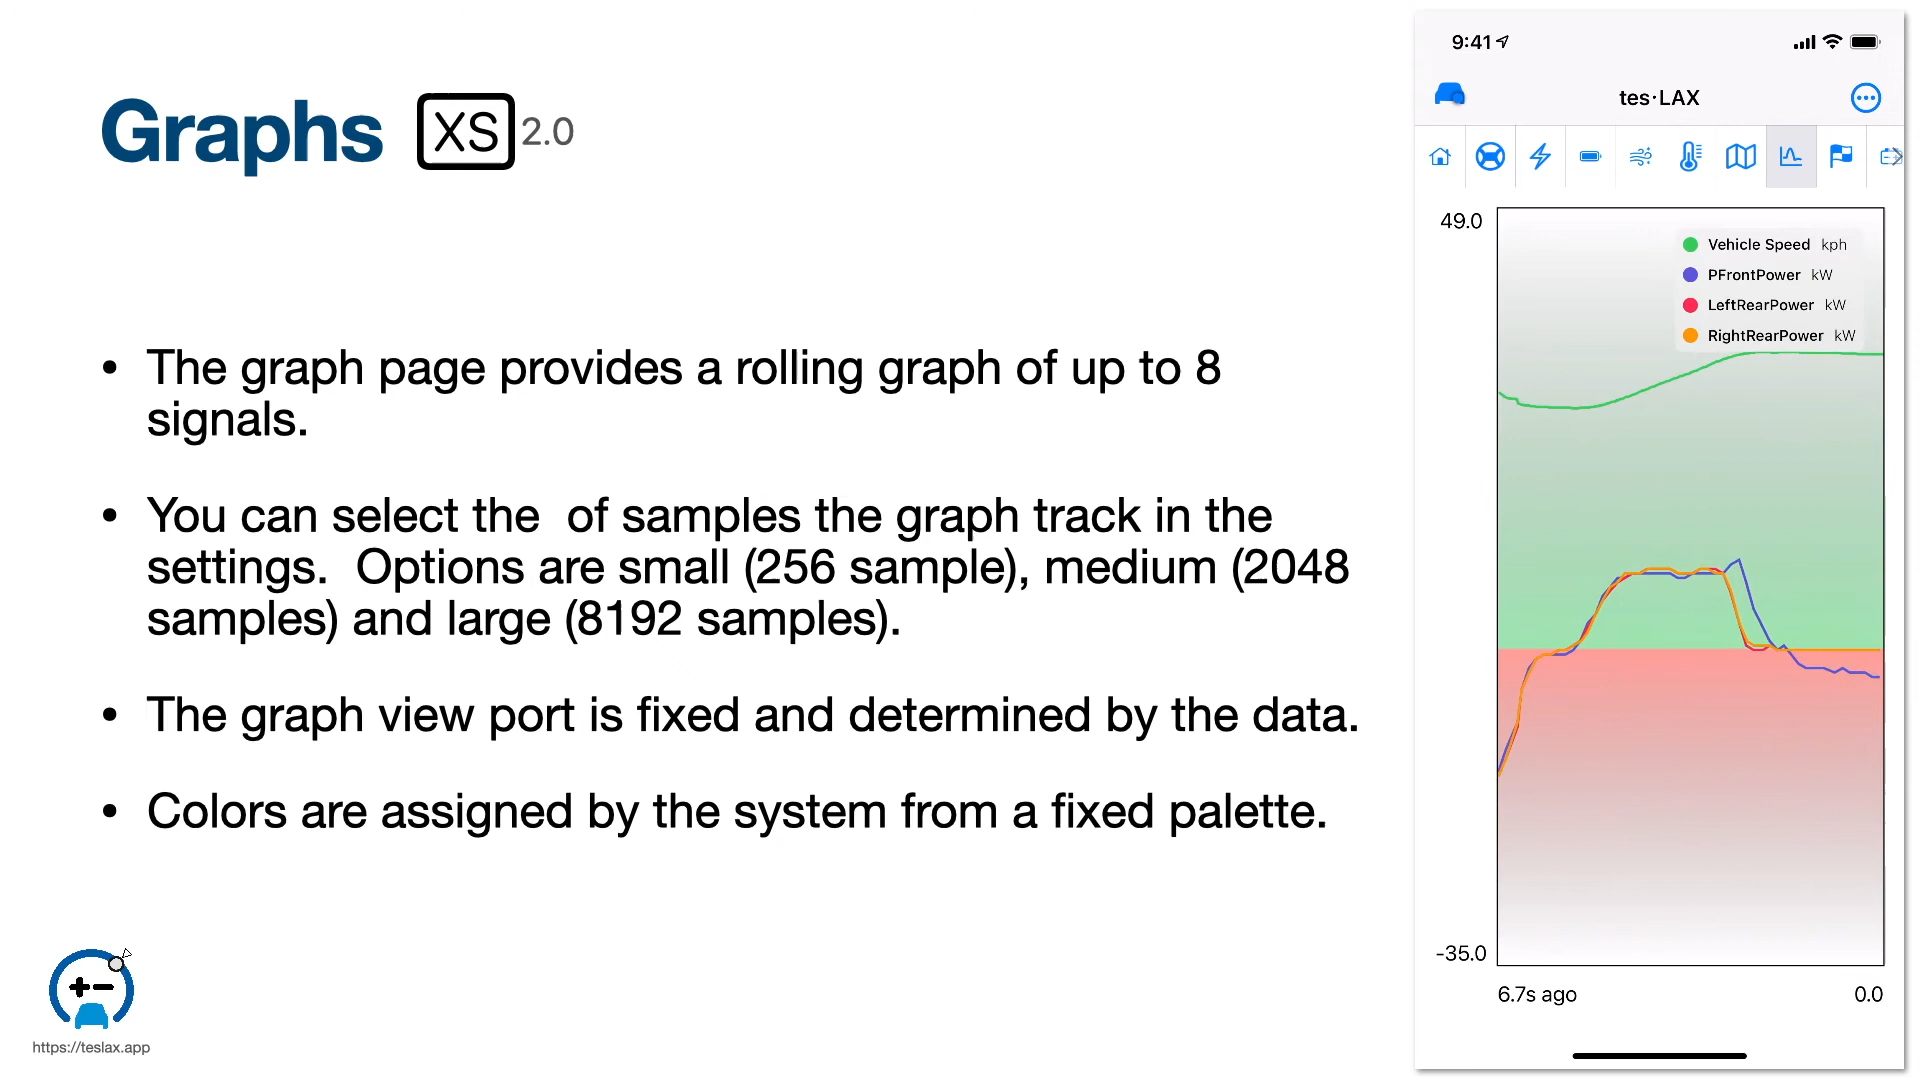 Graphs XS 2.0
• The graph page provides a rolling graph of up to 8
signals.
• You can select the  of samples the graph track in the
settings.  Options are small (256 sample), medium (2048
samples) and large (8192 samples).
• The graph view port is fixed and determined by the data.
• Colors are assigned by the system from a fixed palette.
https://teslax.app
9:41
tes·LAX
49.0
Vehicle Speed kph
PFrontPower kW
LeftRearPower kW
RightRearPower kW
-35.0
6.7s ago 0.0